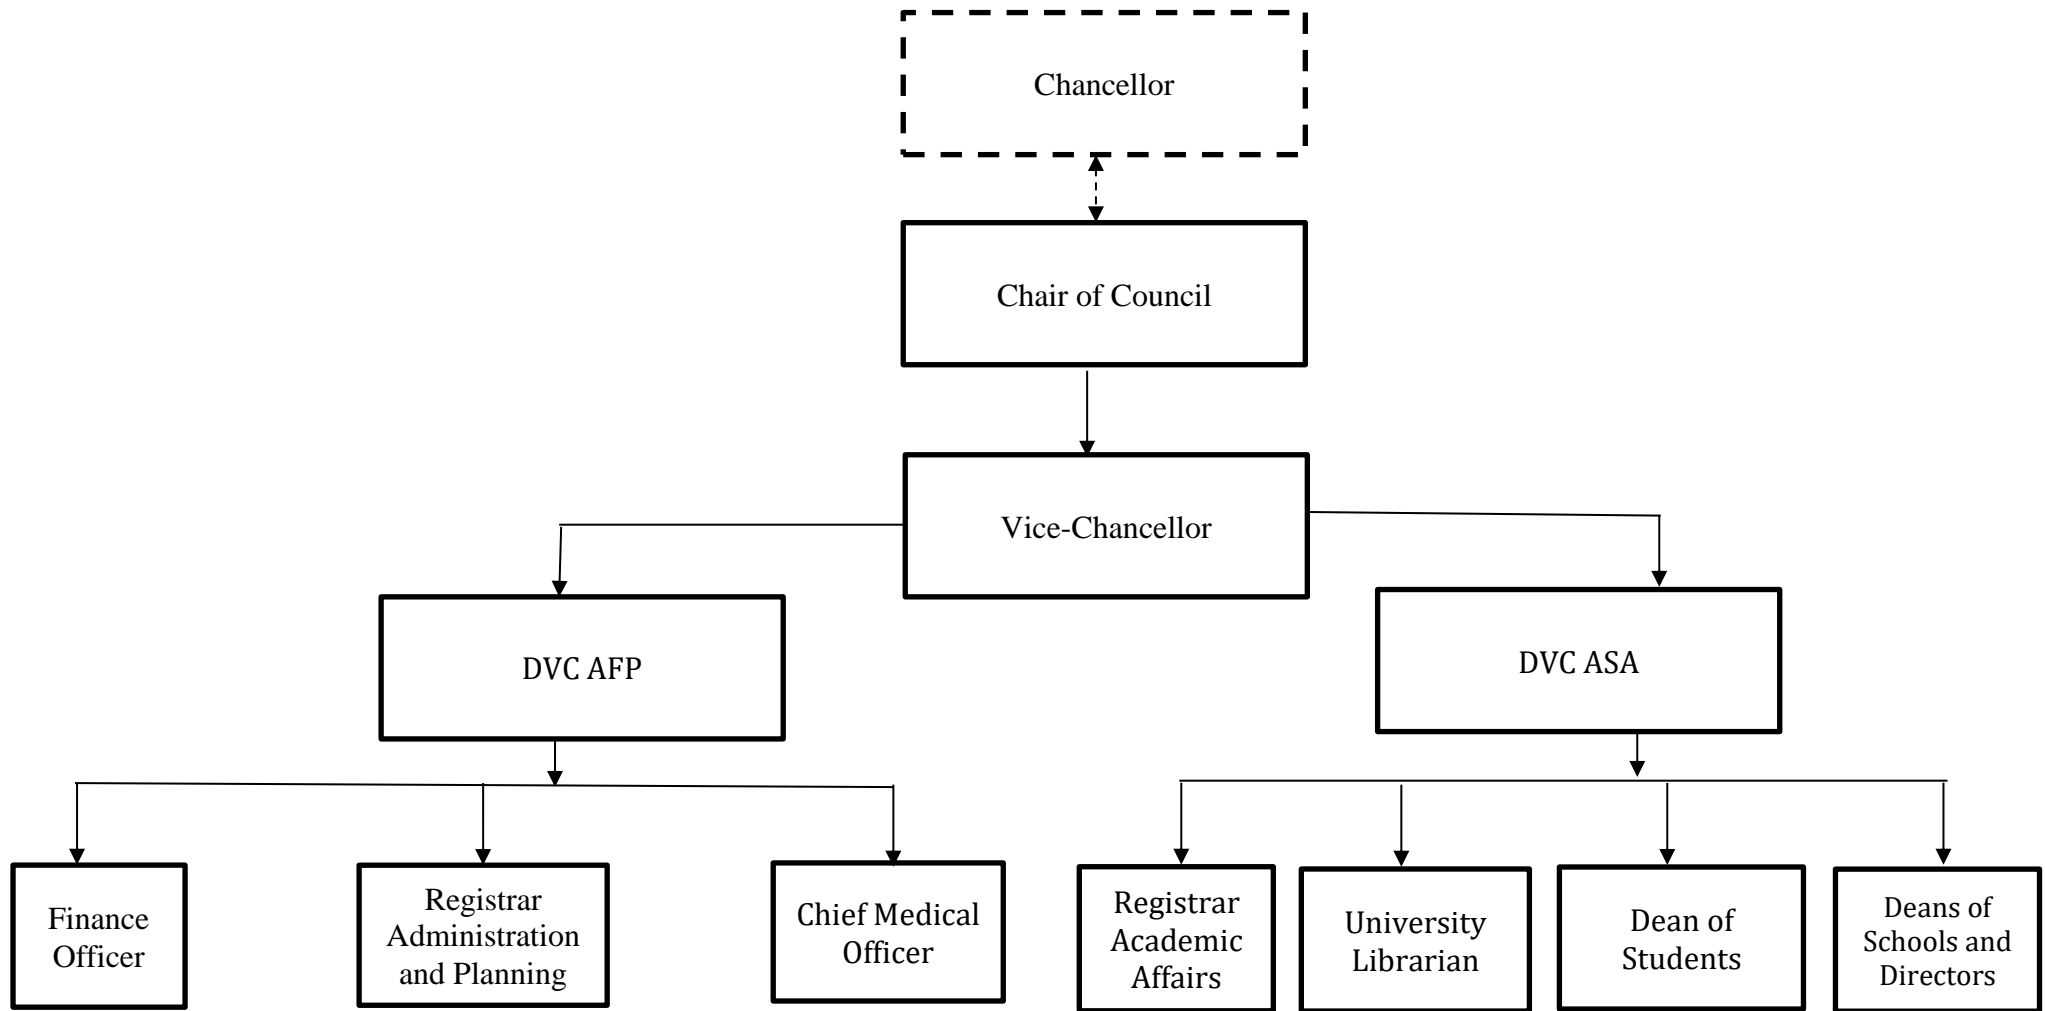 Chancellor
Chair of Council
Vice-Chancellor
DVC AFP
DVC ASA
Finance
Officer
Registrar
Administration
and Planning
Chief Medical
Officer
Registrar
Academic
Affairs
University
Librarian
Dean of
Students
Deans of
Schools and
Directors